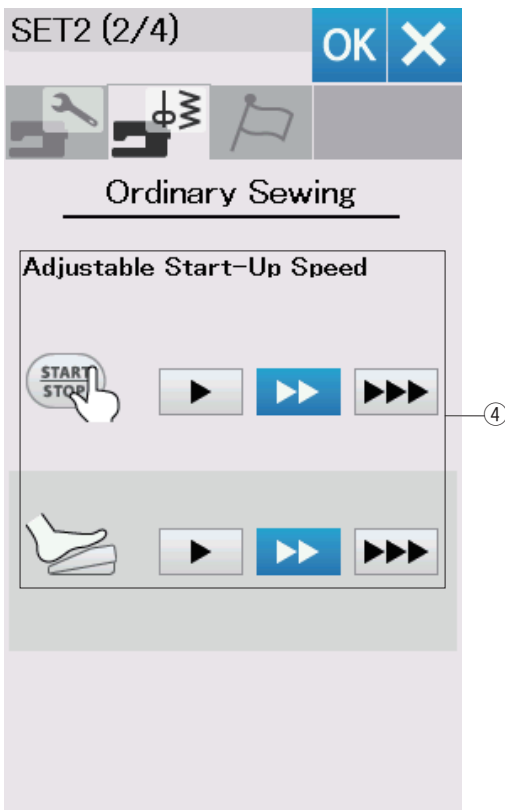 SET2 (2/4)
OK
Ordinary Sewing
Adjustable Start-Up Speed
START
STOP
④